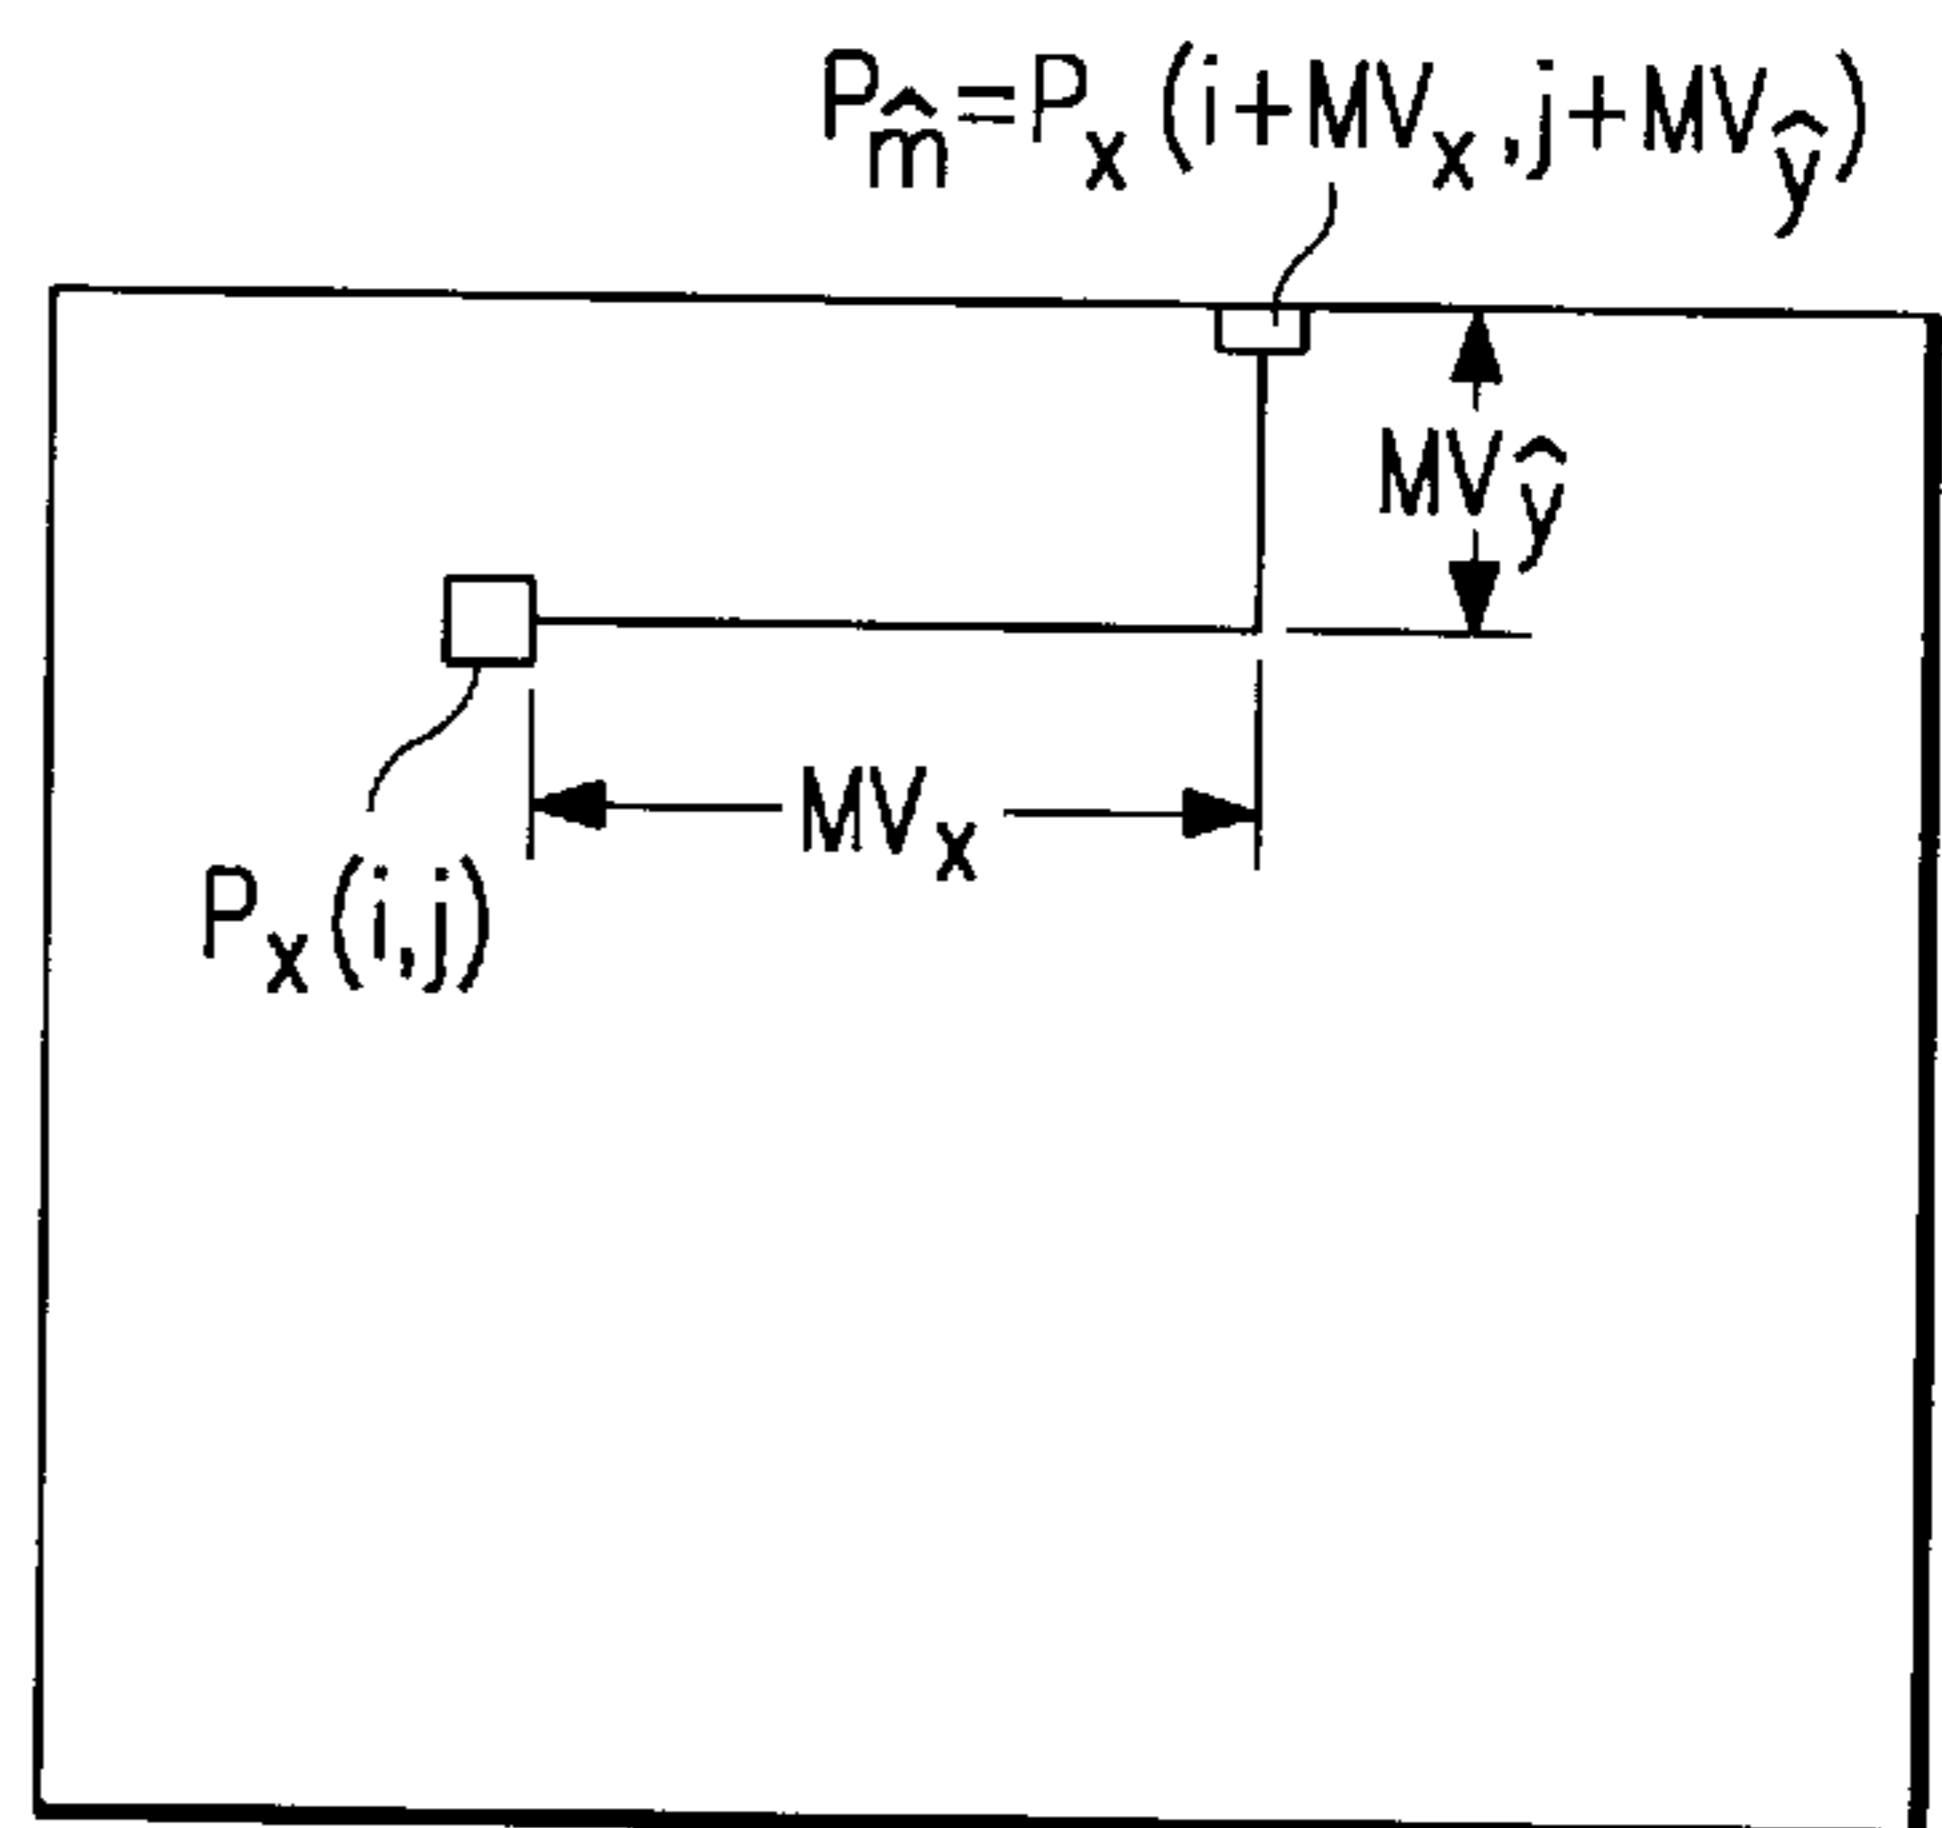 P_m̂=P_x (i+MV_x ,j+MV_ŷ)
MV_ŷ
MV_x
P_x(i,j)